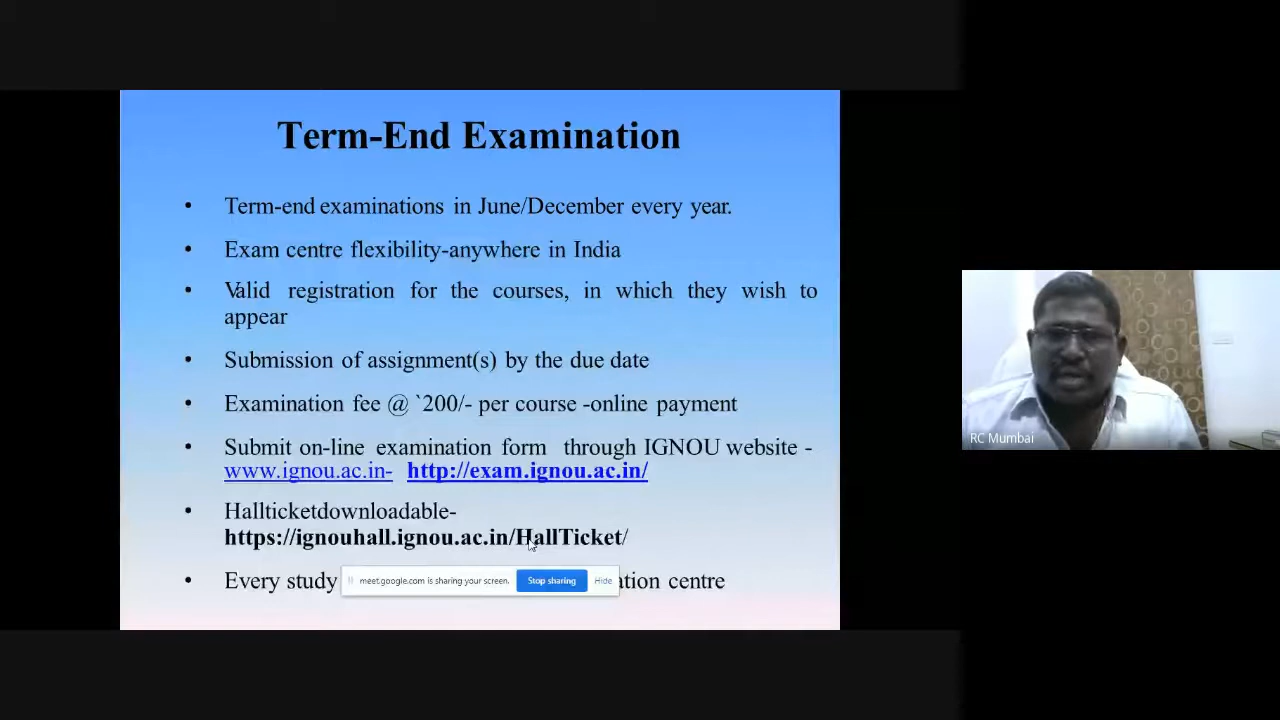 Term-End Examination
• Term-end examinations in June/December every year.
• Exam centre flexibility-anywhere in India
• Valid registration for the courses, in which they wish to
appear
• Submission of assignment(s) by the due date
• Examination fee @ `200/- per course -online payment
• Submit on-line examination form through IGNOU website -
www.ignou.ac.in- http://exam.ignou.ac.in/
• Hallticketdownloadable-
https://ignouhall.ignou.ac.in/HallTicket/
• Every study ation centre
meet.google.com is sharing your screen. Stop sharing Hide
RC Mumbai